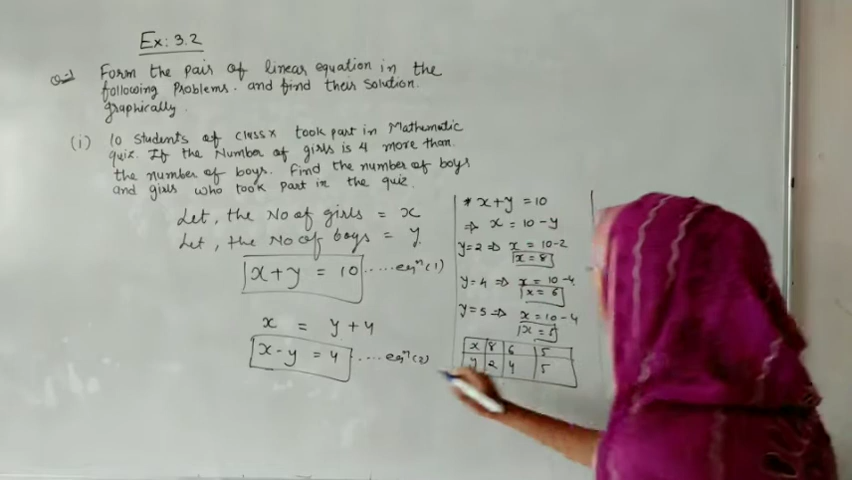 Ex: 3.2
Q:-1 Form the pair of linear equation in the
following Problems. and find their Solution
graphically.
(i) 10 Students of class x took part in Mathematic
quiz. If the Number of girls is 4 more than
the number of boys. Find the number of boys
and girls who took part in the quiz.
Let, the No of girls = x
Let, the No of boys = y
x+y = 10 .....eqⁿ(1)
x = y+4
x-y = 4 ....eqⁿ(2)
* x+y = 10
⇒ x = 10-y
y=2 ⇒ x = 10-2
x = 8
y=4 ⇒ x = 10-4
x = 6
y=5 ⇒ x = 10-4
x = 5
x 8 6 5
y 2 4 5